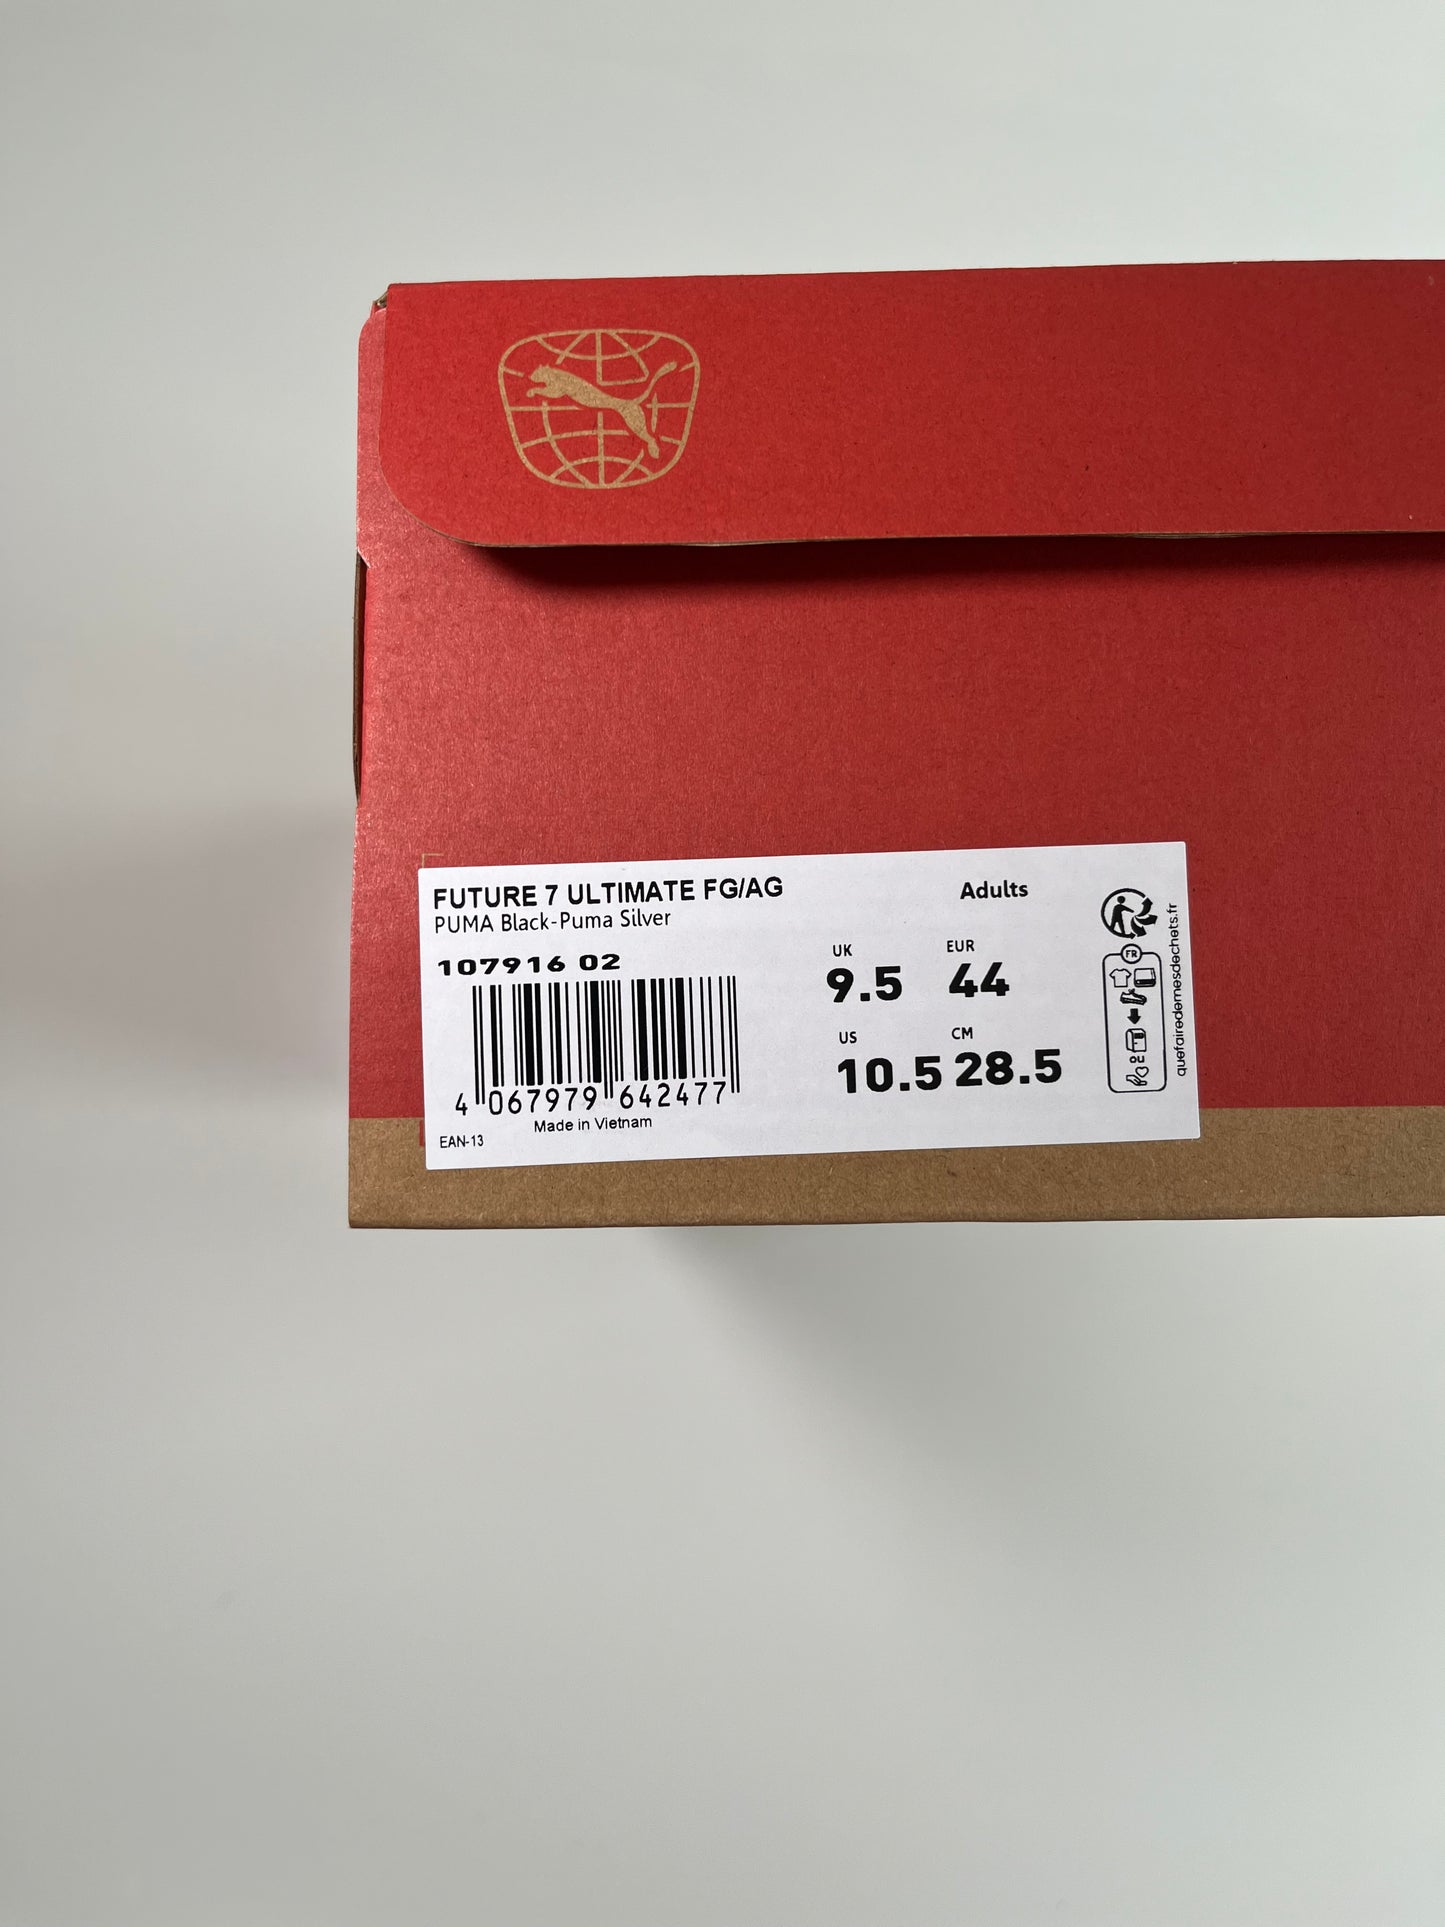 FUTURE 7 ULTIMATE FG/AG
PUMA Black-Puma Silver
Adults
107916 02
UK
9.5
EUR
44
US
10.5
CM
28.5
4 067979 642477
Made in Vietnam
EAN-13
FR
OU
quefairedemesdechets.fr